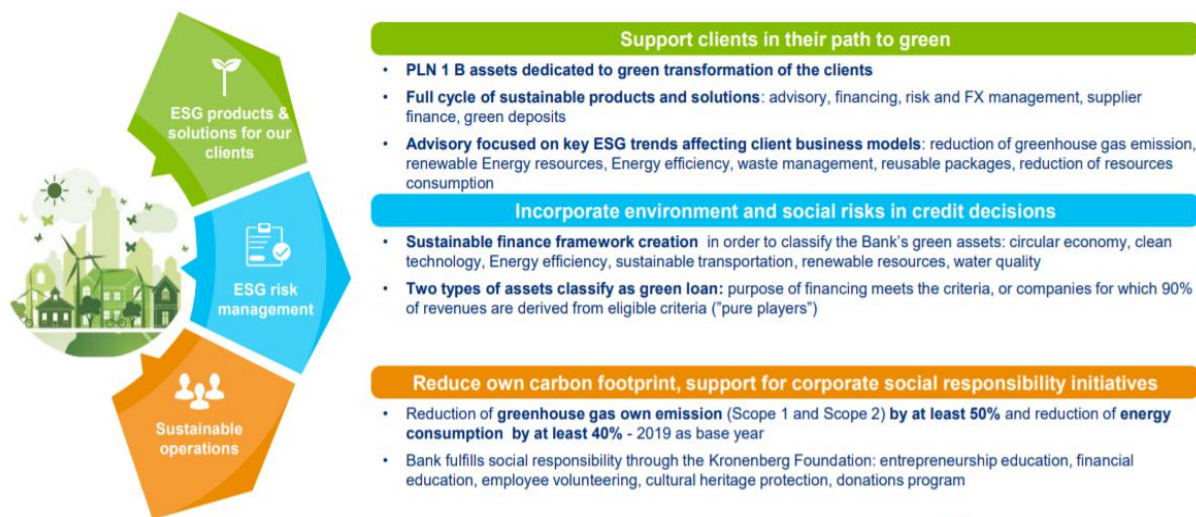 ESG products &
solutions for our
clients
Support clients in their path to green
• PLN 1 B assets dedicated to green transformation of the clients
• Full cycle of sustainable products and solutions: advisory, financing, risk and FX management, supplier
finance, green deposits
• Advisory focused on key ESG trends affecting client business models: reduction of greenhouse gas emission,
renewable Energy resources, Energy efficiency, waste management, reusable packages, reduction of resources
consumption
ESG risk
management
Incorporate environment and social risks in credit decisions
• Sustainable finance framework creation in order to classify the Bank's green assets: circular economy, clean
technology, Energy efficiency, sustainable transportation, renewable resources, water quality
• Two types of assets classify as green loan: purpose of financing meets the criteria, or companies for which 90%
of revenues are derived from eligible criteria ("pure players")
Sustainable
operations
Reduce own carbon footprint, support for corporate social responsibility initiatives
• Reduction of greenhouse gas own emission (Scope 1 and Scope 2) by at least 50% and reduction of energy
consumption by at least 40% - 2019 as base year
• Bank fulfills social responsibility through the Kronenberg Foundation: entrepreneurship education, financial
education, employee volunteering, cultural heritage protection, donations program